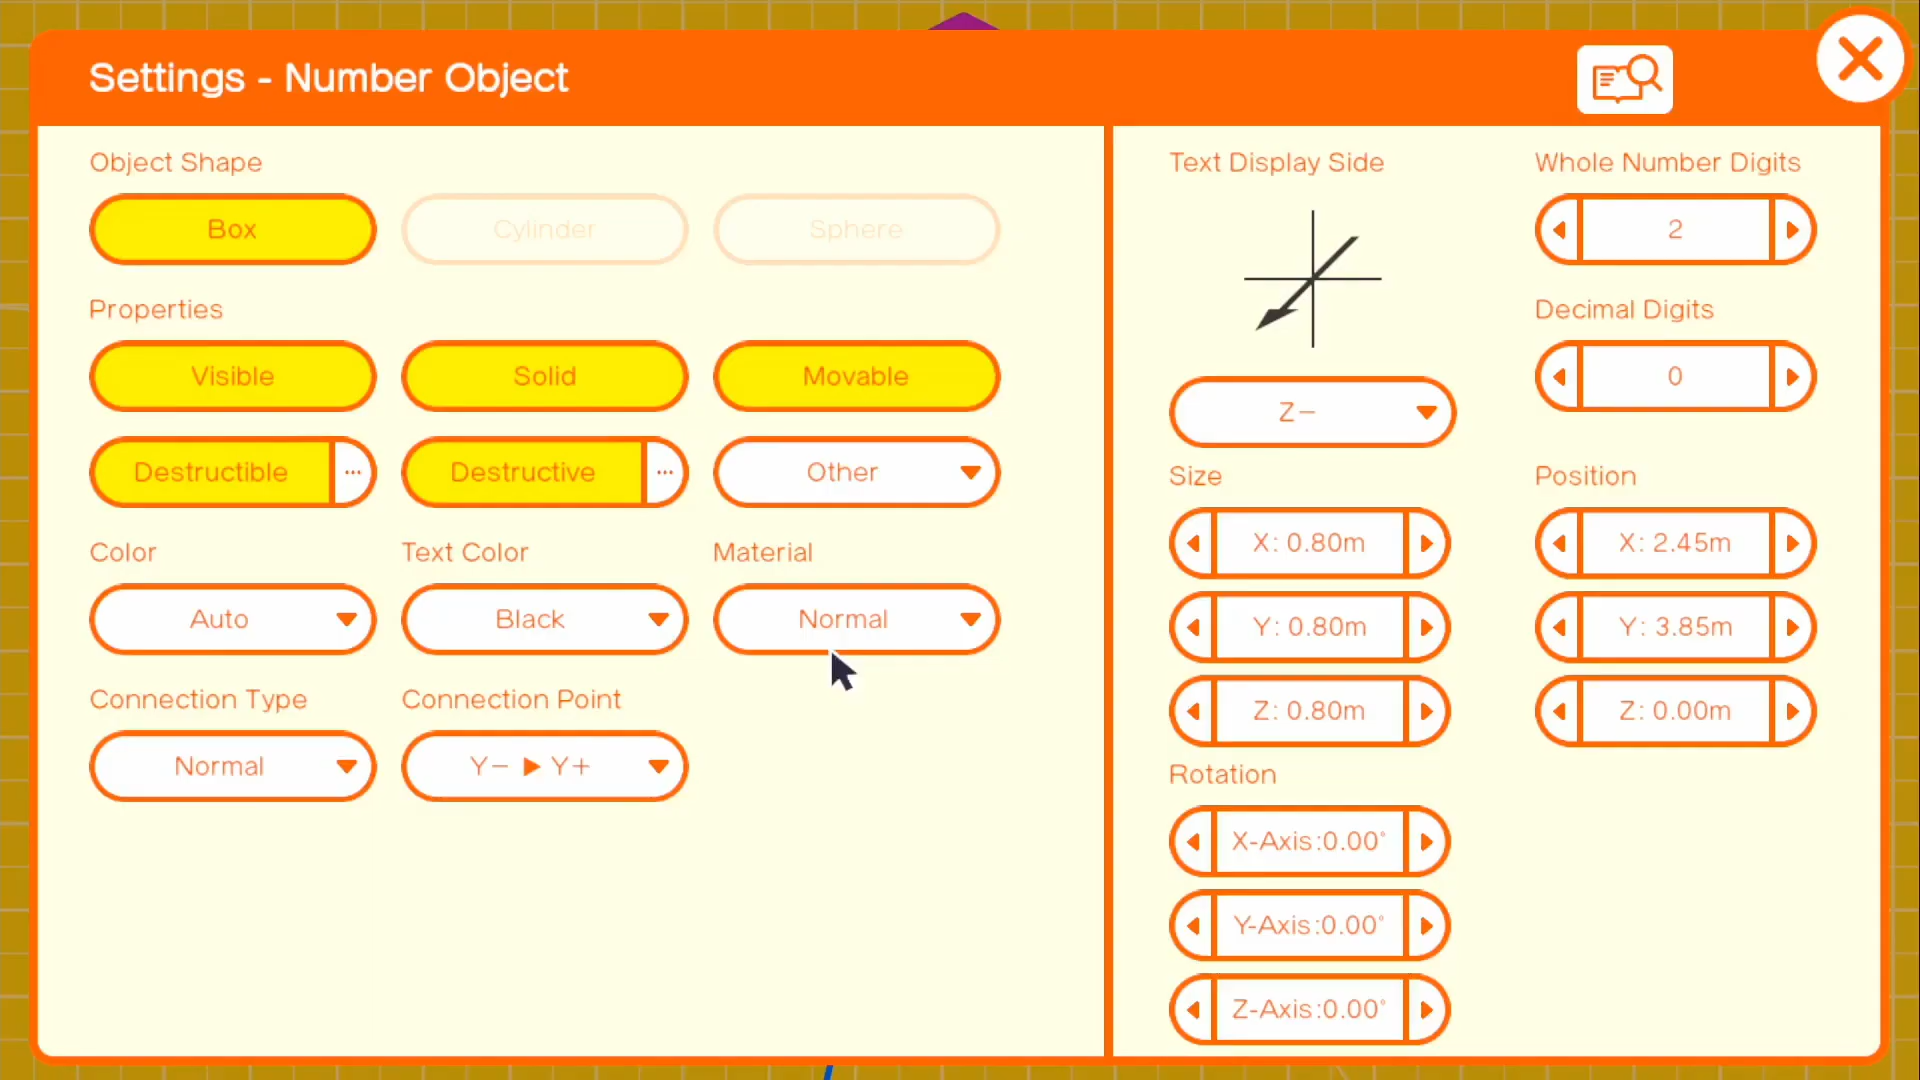 Settings - Number Object
Object Shape
Box
Cylinder
Sphere
Properties
Visible
Solid
Movable
Destructible
...
Destructive
...
Other
Color
Text Color
Material
Auto
Black
Normal
Connection Type
Connection Point
Normal
Y− ▶ Y+
Text Display Side
Z−
Whole Number Digits
2
Decimal Digits
0
Size
X: 0.80m
Y: 0.80m
Z: 0.80m
Position
X: 2.45m
Y: 3.85m
Z: 0.00m
Rotation
X-Axis:0.00°
Y-Axis:0.00°
Z-Axis:0.00°